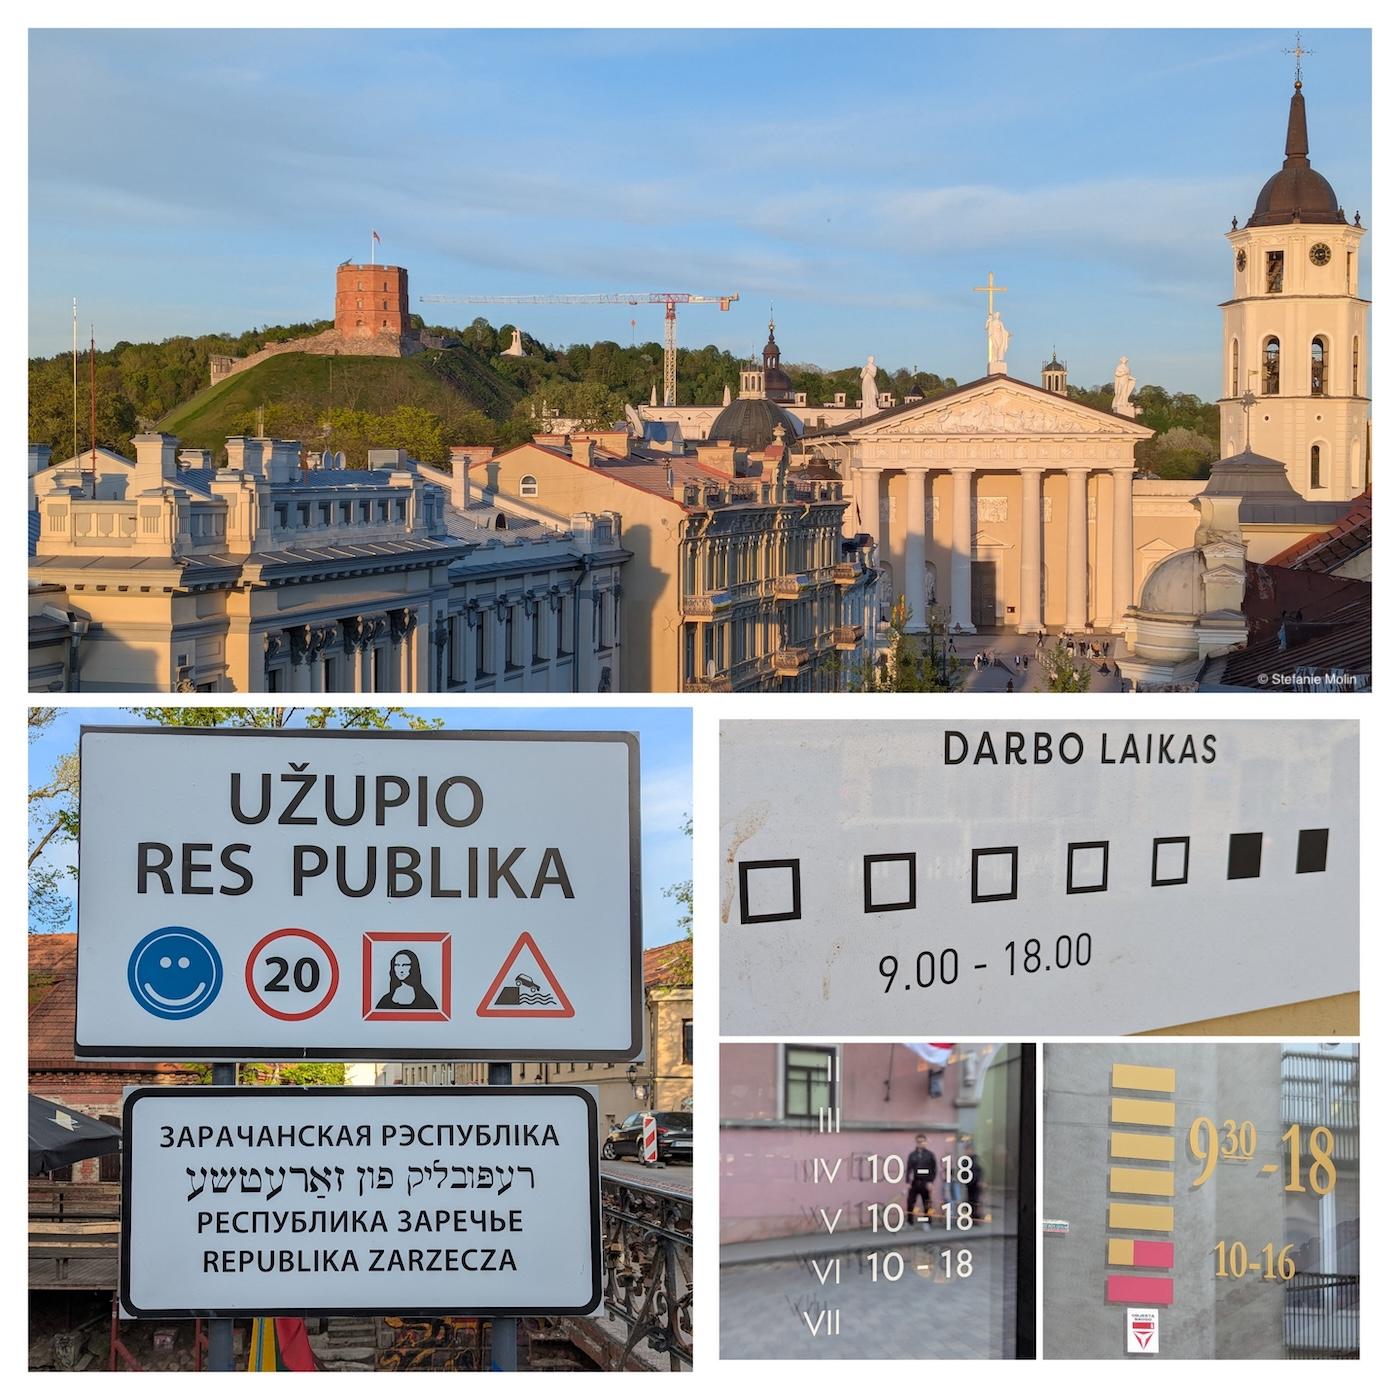 © Stefanie Molin
UŽUPIO
RES PUBLIKA
20
ЗАРАЧАНСКАЯ РЭСПУБЛІКА
רעפּובליק פון זאַרעטשע
РЕСПУБЛИКА ЗАРЕЧЬЕ
REPUBLIKA ZARZECZA
DARBO LAIKAS
9.00 - 18.00
II
III
IV 10 - 18
V 10 - 18
VI 10 - 18
VII
930-18
10-16